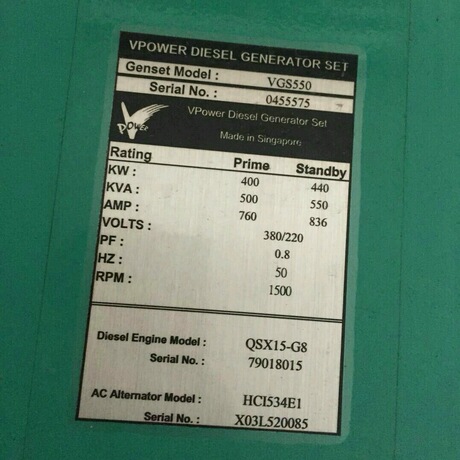 VPOWER DIESEL GENERATOR SET
Genset Model : VGS550
Serial No. : 0455575
VPOWER
VPower Diesel Generator Set
Made in Singapore
Rating Prime Standby
KW : 400 440
KVA : 500 550
AMP : 760 836
VOLTS : 380/220
PF : 0.8
HZ : 50
RPM : 1500
Diesel Engine Model : QSX15-G8
Serial No. : 79018015
AC Alternator Model : HCI534E1
Serial No. : X03L520085